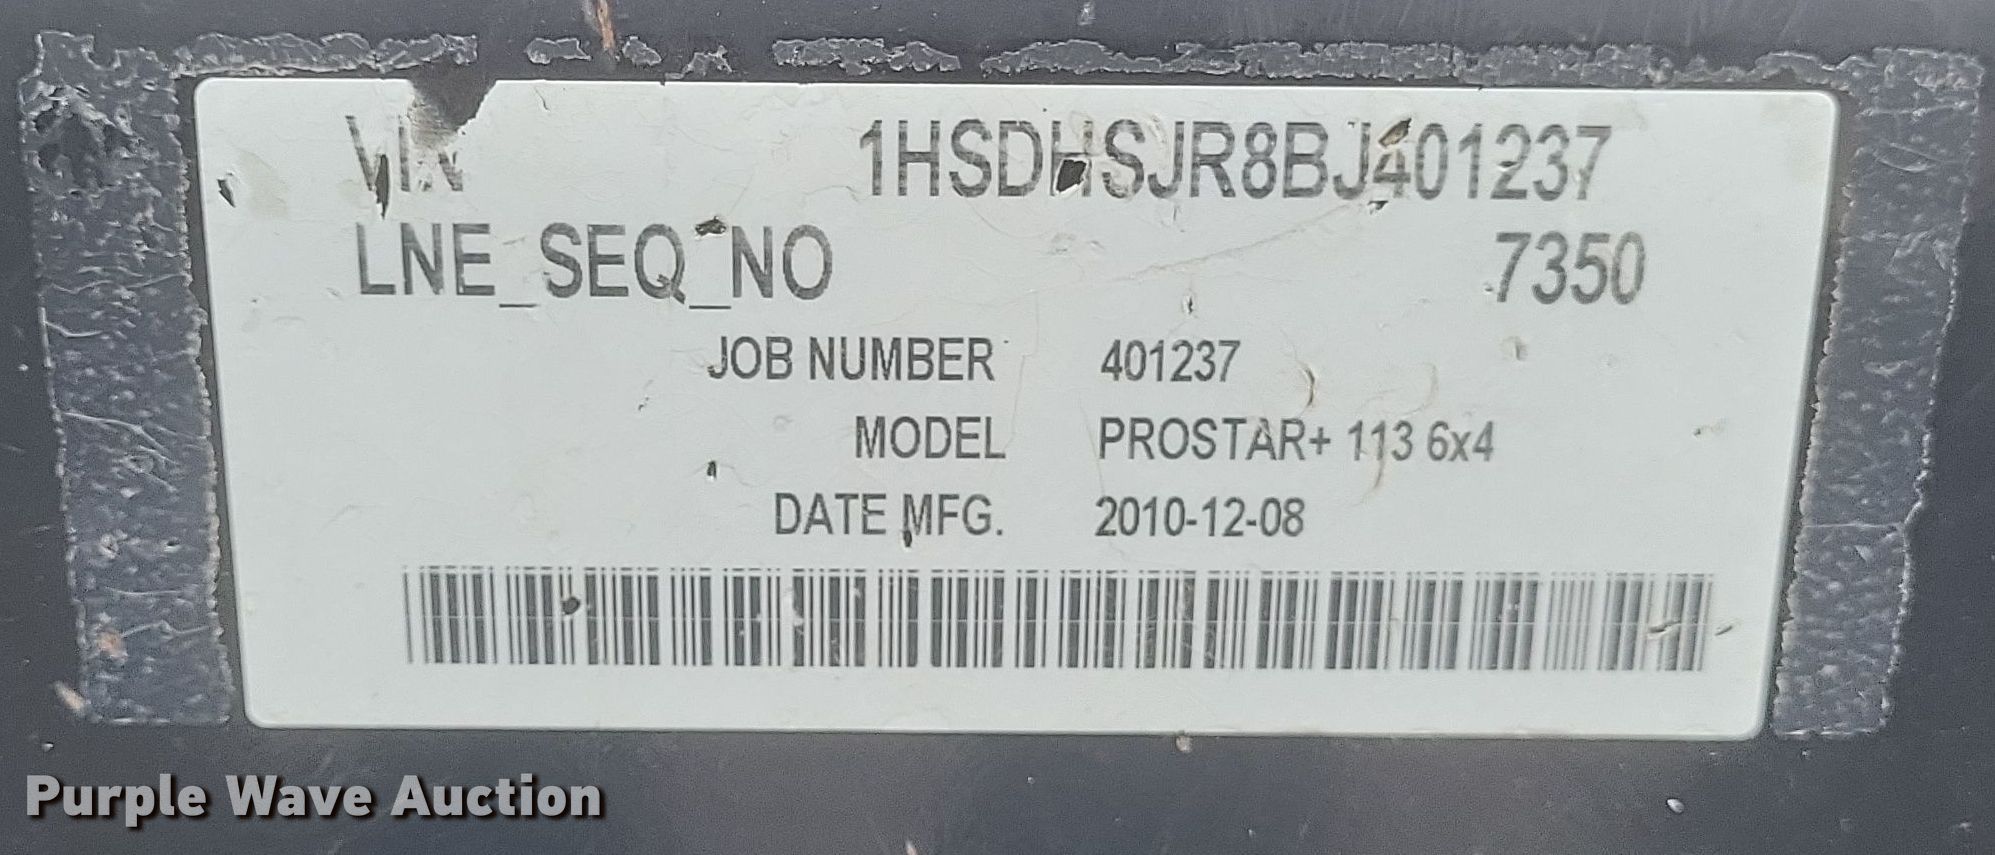 VIN 1HSDHSJR8BJ401237
LNE_SEQ_NO 7350
JOB NUMBER 401237
MODEL PROSTAR+ 113 6x4
DATE MFG. 2010-12-08
Purple Wave Auction